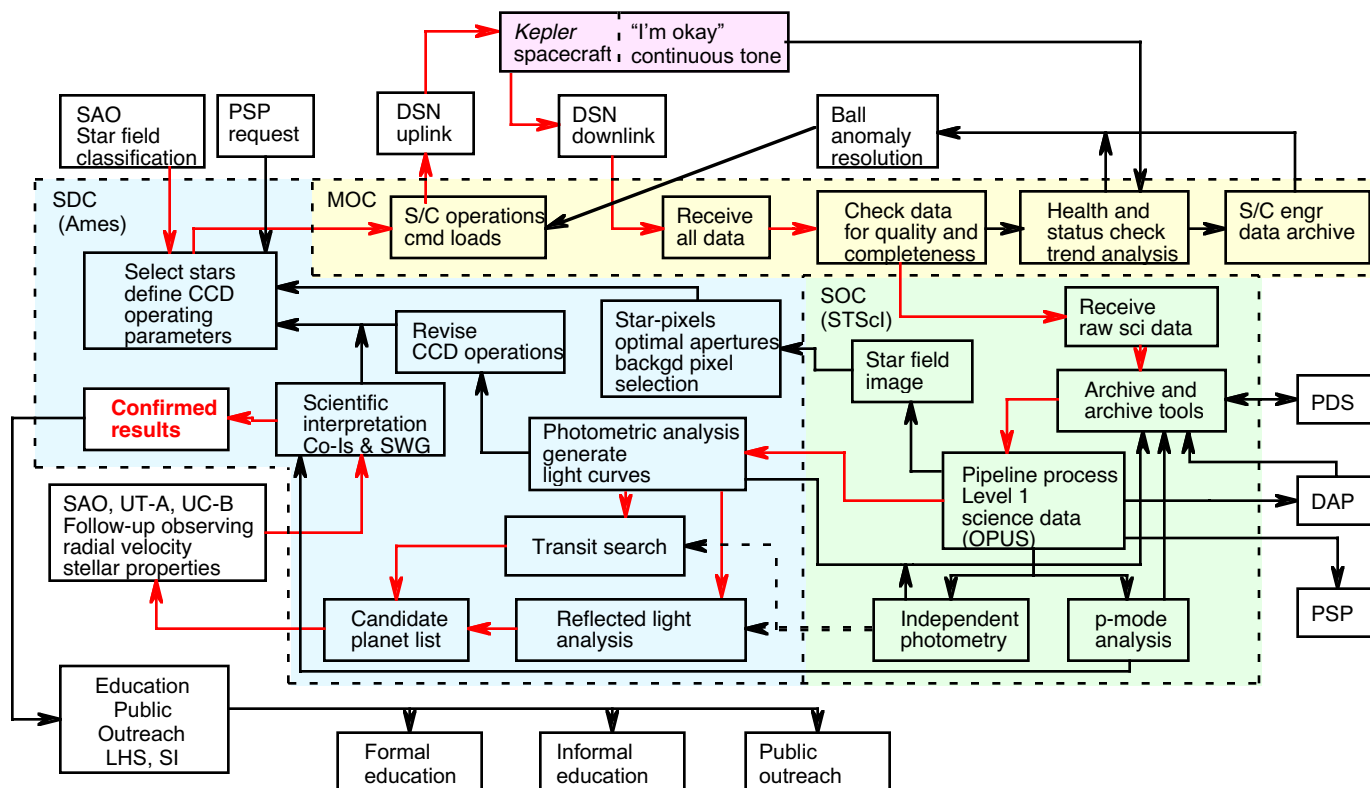 Kepler
spacecraft
"I'm okay"
continuous tone
SAO
Star field
classification
PSP
request
DSN
uplink
DSN
downlink
Ball
anomaly
resolution
SDC
(Ames)
MOC
S/C operations
cmd loads
Receive
all data
Check data
for quality and
completeness
Health and
status check
trend analysis
S/C engr
data archive
Select stars
define CCD
operating
parameters
Revise
CCD operations
Star-pixels
optimal apertures
backgd pixel
selection
SOC
(STScI)
Receive
raw sci data
Star field
image
Archive and
archive tools
PDS
Confirmed
results
Scientific
interpretation
Co-Is & SWG
Photometric analysis
generate
light curves
Pipeline process
Level 1
science data
(OPUS)
DAP
SAO, UT-A, UC-B
Follow-up observing
radial velocity
stellar properties
Transit search
Candidate
planet list
Reflected light
analysis
Independent
photometry
p-mode
analysis
PSP
Education
Public
Outreach
LHS, SI
Formal
education
Informal
education
Public
outreach